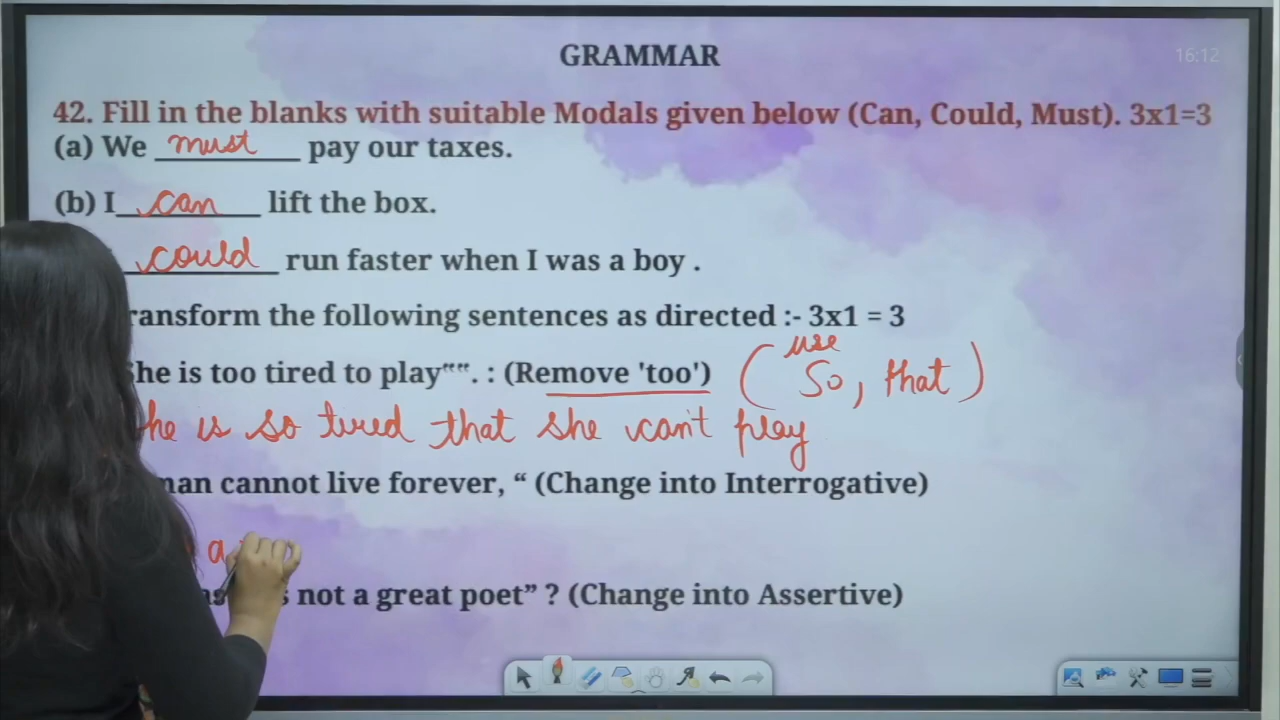 GRAMMAR
16:12
42. Fill in the blanks with suitable Modals given below (Can, Could, Must). 3x1=3
(a) We must pay our taxes.
(b) I can lift the box.
could run faster when I was a boy .
ransform the following sentences as directed :- 3x1 = 3
he is too tired to play““. : (Remove 'too') (use So, that)
he is so tired that she can't play
man cannot live forever, “ (Change into Interrogative)
a
not a great poet” ? (Change into Assertive)